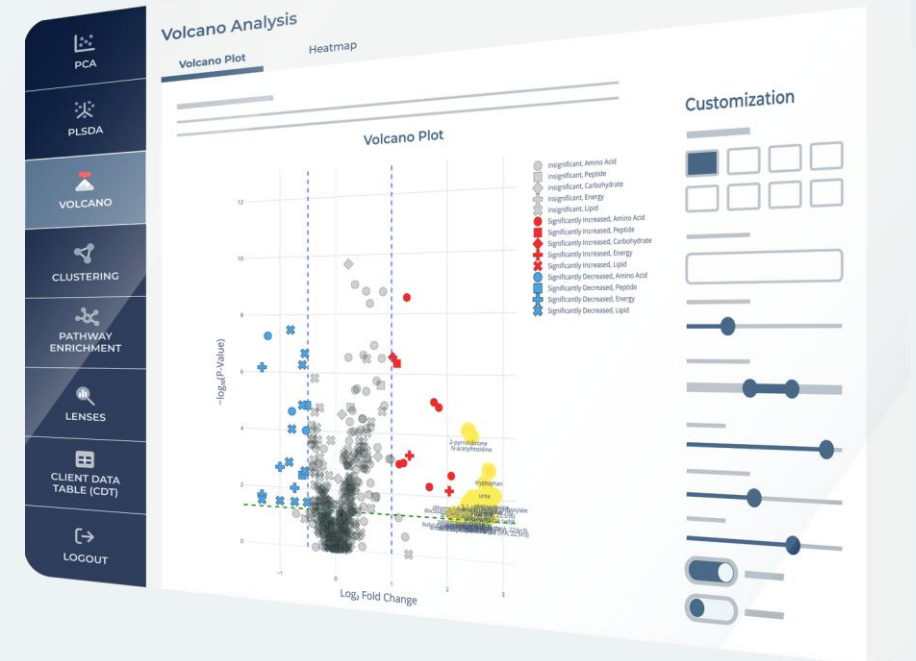 PCA
PLSDA
VOLCANO
CLUSTERING
PATHWAY
ENRICHMENT
LENSES
CLIENT DATA
TABLE (CDT)
LOGOUT
Volcano Analysis
Volcano Plot
Heatmap
Volcano Plot
−log₁₀(P-Value)
12
10
8
6
4
2
0
−1
0
1
2
3
Log₂ Fold Change
2-pyrrolidinone
N-acetylhistidine
tryptophan
urea
Insignificant, Amino Acid
Insignificant, Peptide
Insignificant, Carbohydrate
Insignificant, Energy
Insignificant, Lipid
Significantly Increased, Amino Acid
Significantly Increased, Peptide
Significantly Increased, Carbohydrate
Significantly Increased, Energy
Significantly Increased, Lipid
Significantly Decreased, Amino Acid
Significantly Decreased, Peptide
Significantly Decreased, Energy
Significantly Decreased, Lipid
Customization